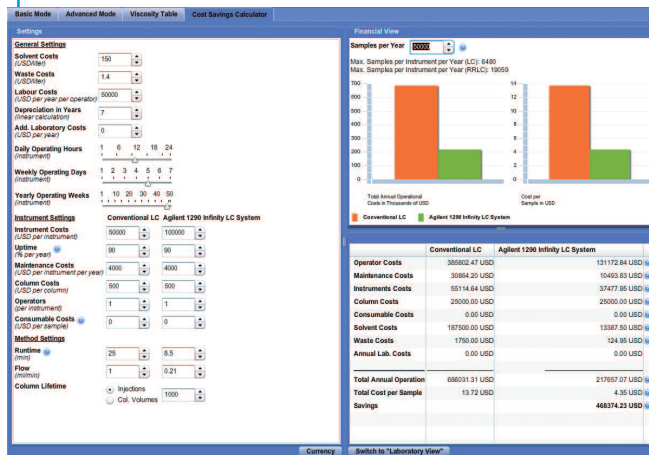 Basic Mode Advanced Mode Viscosity Table Cost Savings Calculator
Settings
General Settings
Solvent Costs 150
(USD/liter)
Waste Costs 1.4
(USD/liter)
Labour Costs 50000
(USD per year per operator)
Depreciation in Years 7
(linear calculation)
Add. Laboratory Costs 0
(USD per year)
Daily Operating Hours 1 6 12 18 24
(instrument)
Weekly Operating Days 1 2 3 4 5 6 7
(instrument)
Yearly Operating Weeks 1 10 20 30 40 50
(instrument)
Instrument Settings Conventional LC Agilent 1290 Infinity LC System
Instrument Costs 50000 100000
(USD per instrument)
Uptime 90 90
(% per year)
Maintenance Costs 4000 4000
(USD per instrument per year)
Column Costs 500 500
(USD per column)
Operators 1 1
(per instrument)
Consumable Costs 0 0
(USD per sample)
Method Settings
Runtime 25 8.5
(min)
Flow 1 0.21
(ml/min)
Column Lifetime Injections 1000
Col. Volumes
Currency
Financial View
Samples per Year 50000
Max. Samples per Instrument per Year (LC): 6480
Max. Samples per Instrument per Year (RRLC): 19059
700 14
600 12
500 10
400 8
300 6
200 4
100 2
0 0
Total Annual Operational Cost per
Costs in Thousands of USD Sample in USD
Conventional LC Agilent 1290 Infinity LC System
Conventional LC Agilent 1290 Infinity LC System
Operator Costs 385802.47 USD 131172.84 USD
Maintenance Costs 30864.20 USD 10493.83 USD
Instruments Costs 55114.64 USD 37477.95 USD
Column Costs 25000.00 USD 25000.00 USD
Consumable Costs 0.00 USD 0.00 USD
Solvent Costs 187500.00 USD 13387.50 USD
Waste Costs 1750.00 USD 124.95 USD
Annual Lab. Costs 0.00 USD 0.00 USD
Total Annual Operation 686031.31 USD 217657.07 USD
Total Cost per Sample 13.72 USD 4.35 USD
Savings 468374.23 USD
Switch to "Laboratory View"